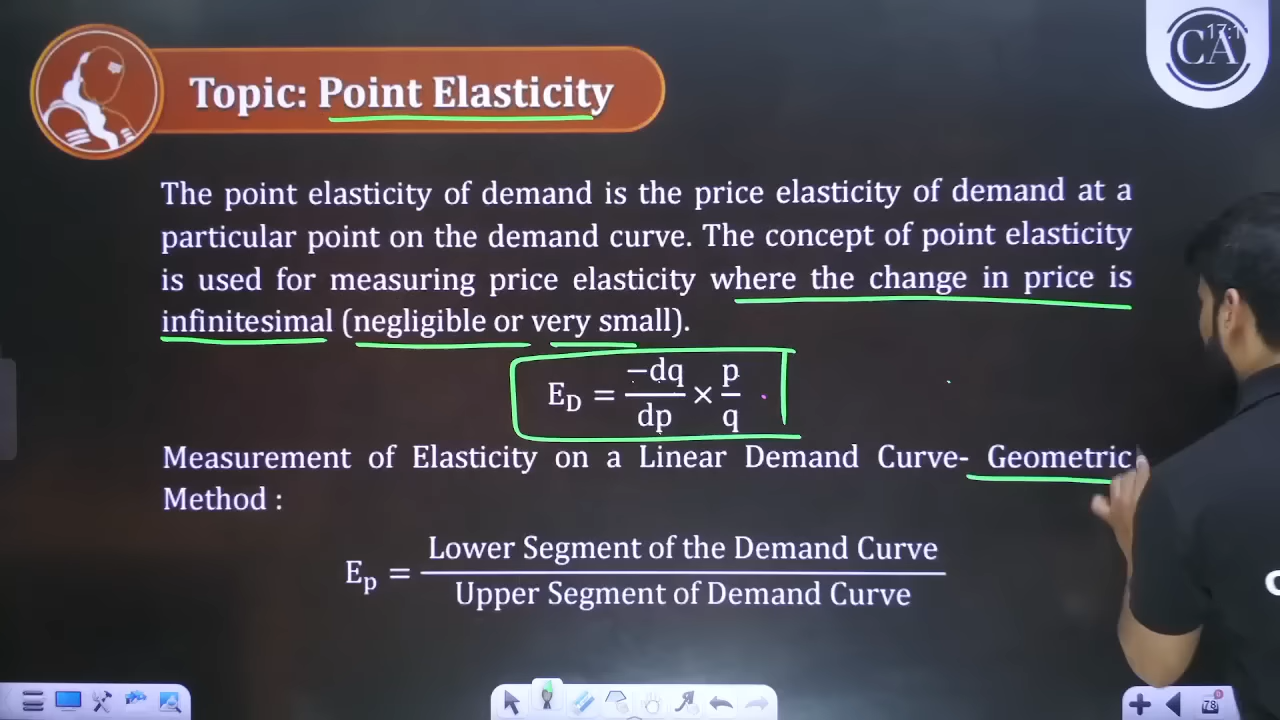 CA
17:1
Topic: Point Elasticity
The point elasticity of demand is the price elasticity of demand at a
particular point on the demand curve. The concept of point elasticity
is used for measuring price elasticity where the change in price is
infinitesimal (negligible or very small).
E_D = −dq/dp × p/q
Measurement of Elasticity on a Linear Demand Curve- Geometric
Method :
E_p = Lower Segment of the Demand Curve / Upper Segment of Demand Curve
78